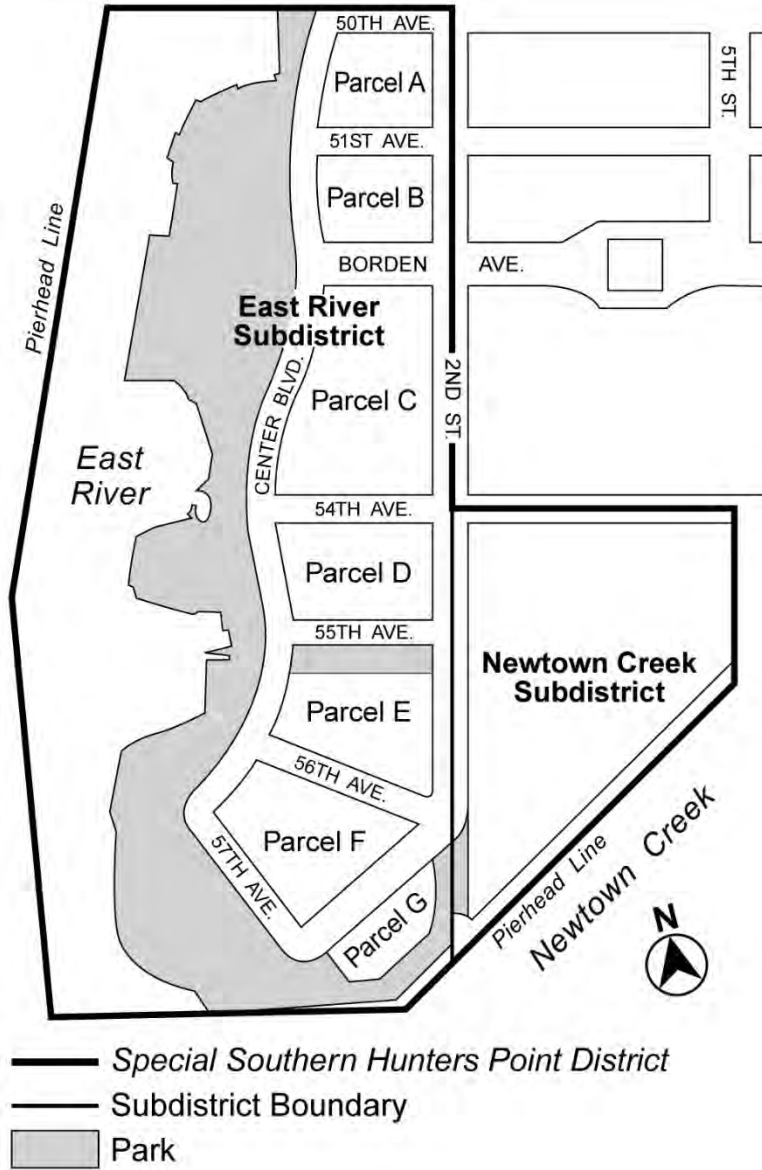 50TH AVE.
Parcel A
5TH ST.
51ST AVE.
Parcel B
Pierhead Line
BORDEN AVE.
East River
Subdistrict
2ND ST.
CENTER BLVD.
Parcel C
East
River
54TH AVE.
Parcel D
55TH AVE.
Newtown Creek
Subdistrict
Parcel E
56TH AVE.
Parcel F
57TH AVE.
Parcel G
Pierhead Line
Newtown Creek
N
Special Southern Hunters Point District
Subdistrict Boundary
Park